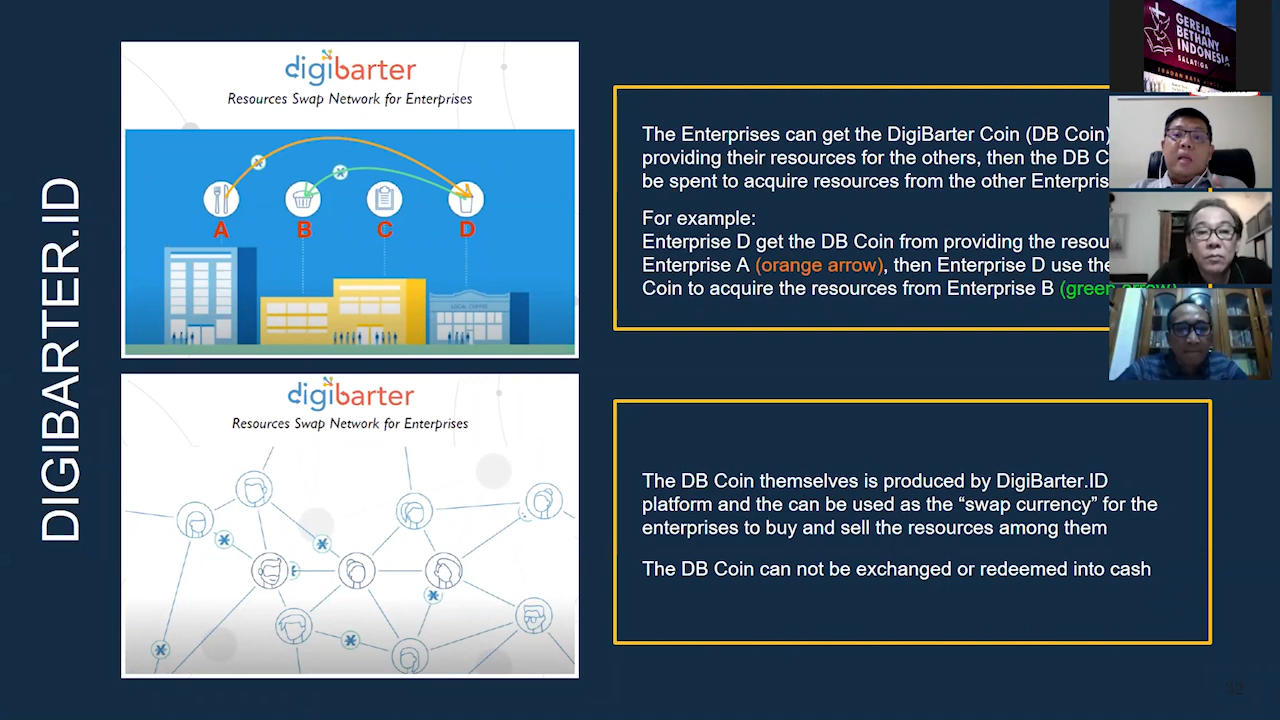 DIGIBARTER.ID
digibarter
Resources Swap Network for Enterprises
A
B
C
D
LOCAL COFFEE
digibarter
Resources Swap Network for Enterprises
The Enterprises can get the DigiBarter Coin (DB Coin)
providing their resources for the others, then the DB
be spent to acquire resources from the other
For example:
Enterprise D get the DB Coin from providing the
Enterprise A (orange arrow), then Enterprise D use
Coin to acquire the resources from Enterprise B (green arrow)
The DB Coin themselves is produced by DigiBarter.ID
platform and the can be used as the “swap currency” for the
enterprises to buy and sell the resources among them
The DB Coin can not be exchanged or redeemed into cash
GEREJA
BETHANY
INDONESIA
SALATIGA
32